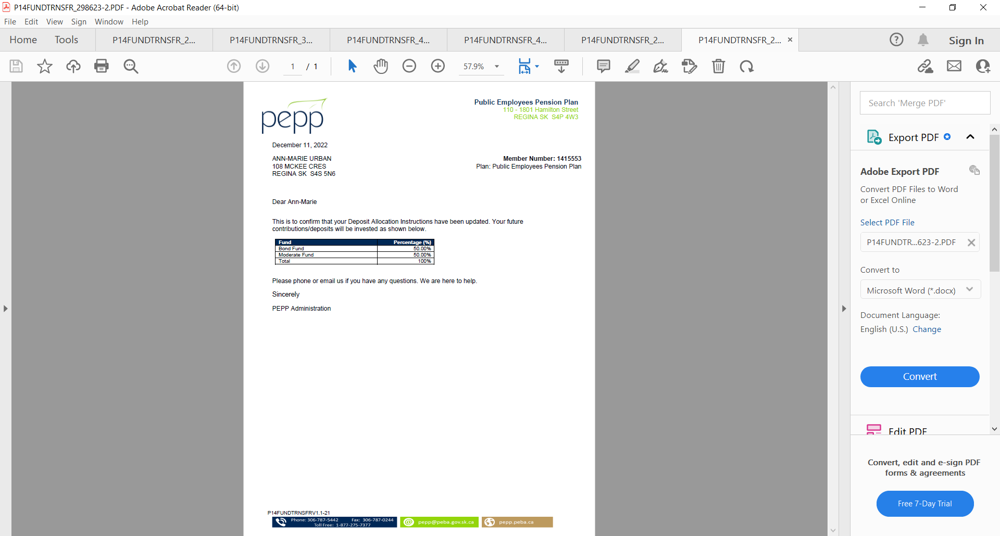 P14FUNDTRNSFR_298623-2.PDF - Adobe Acrobat Reader (64-bit)
File Edit View Sign Window Help
Home Tools P14FUNDTRNSFR_2... P14FUNDTRNSFR_3... P14FUNDTRNSFR_4... P14FUNDTRNSFR_4... P14FUNDTRNSFR_2... P14FUNDTRNSFR_2... Sign In
1 / 1 57.9%
pepp
Public Employees Pension Plan
110 - 1801 Hamilton Street
REGINA SK S4P 4W3
December 11, 2022
ANN-MARIE URBAN
108 MCKEE CRES
REGINA SK S4S 5N6
Member Number: 1415553
Plan: Public Employees Pension Plan
Dear Ann-Marie
This is to confirm that your Deposit Allocation Instructions have been updated. Your future
contributions/deposits will be invested as shown below.
Fund Percentage (%)
Bond Fund 50.00%
Moderate Fund 50.00%
Total 100%
Please phone or email us if you have any questions. We are here to help.
Sincerely
PEPP Administration
P14FUNDTRNSFRV1.1-21
Phone: 306-787-5442 Fax: 306-787-0244
Toll Free: 1-877-275-7377
pepp@peba.gov.sk.ca
pepp.peba.ca
Search 'Merge PDF'
Export PDF
Adobe Export PDF
Convert PDF Files to Word
or Excel Online
Select PDF File
P14FUNDTR...623-2.PDF
Convert to
Microsoft Word (*.docx)
Document Language:
English (U.S.) Change
Convert
Edit PDF
Convert, edit and e-sign PDF
forms & agreements
Free 7-Day Trial